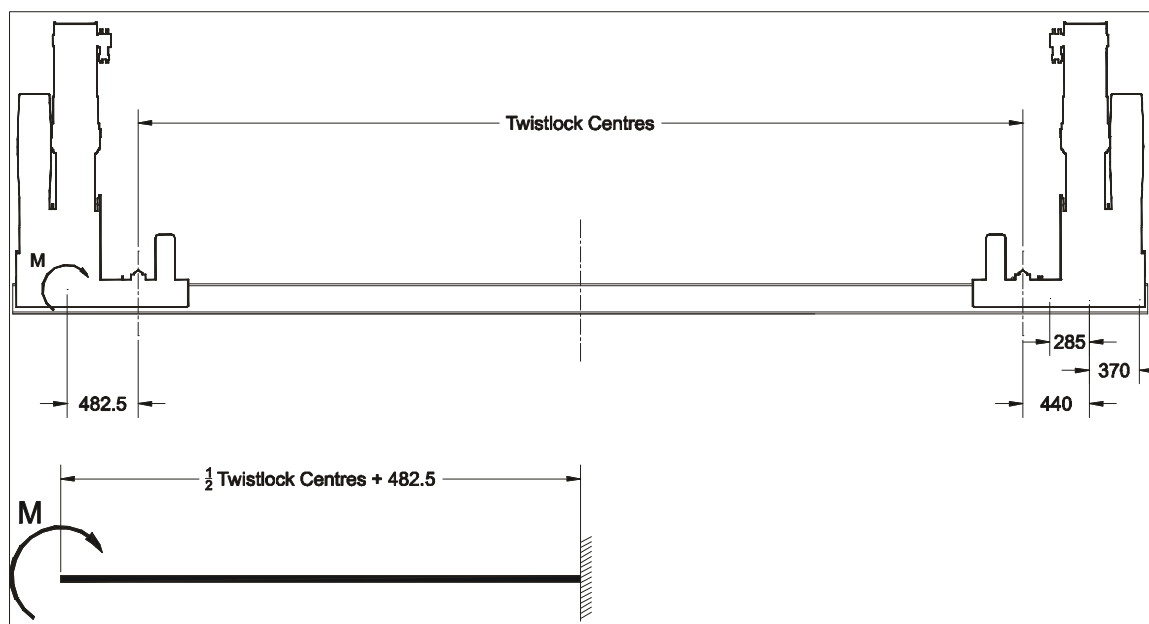 Twistlock Centres
M
285
370
482.5
440
½ Twistlock Centres + 482.5
M